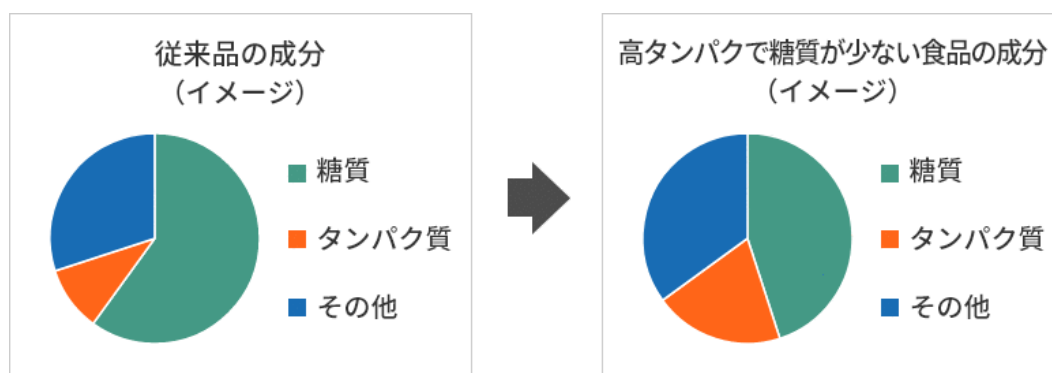 従来品の成分
（イメージ）
糖質
タンパク質
その他
高タンパクで糖質が少ない食品の成分
（イメージ）
糖質
タンパク質
その他